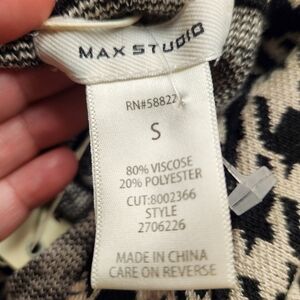 MAX STUDIO
RN#58822
S
80% VISCOSE
20% POLYESTER
CUT:8002366
STYLE
2706226
MADE IN CHINA
CARE ON REVERSE